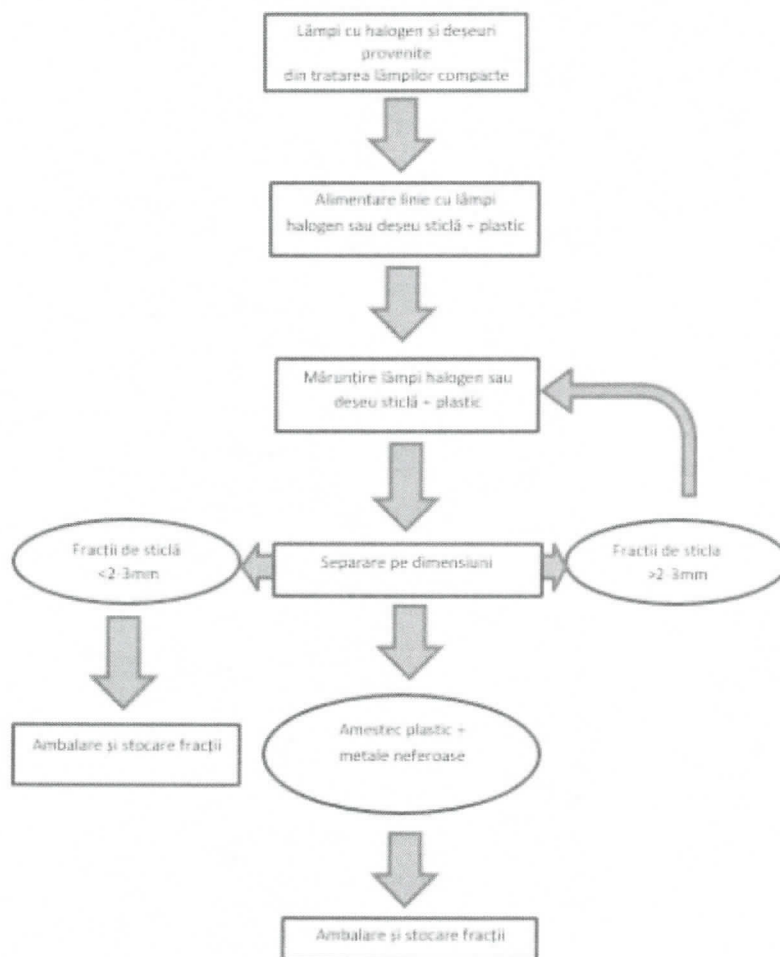 Lămpi cu halogen și deșeuri
provenite
din tratarea lămpilor compacte
Alimentare linie cu lămpi
halogen sau deșeu sticlă + plastic
Mărunțire lămpi halogen sau
deșeu sticlă + plastic
Fracții de sticlă
<2-3mm
Separare pe dimensiuni
Fracții de sticla
>2-3mm
Ambalare și stocare fracții
Amestec plastic +
metale neferoase
Ambalare și stocare fracții